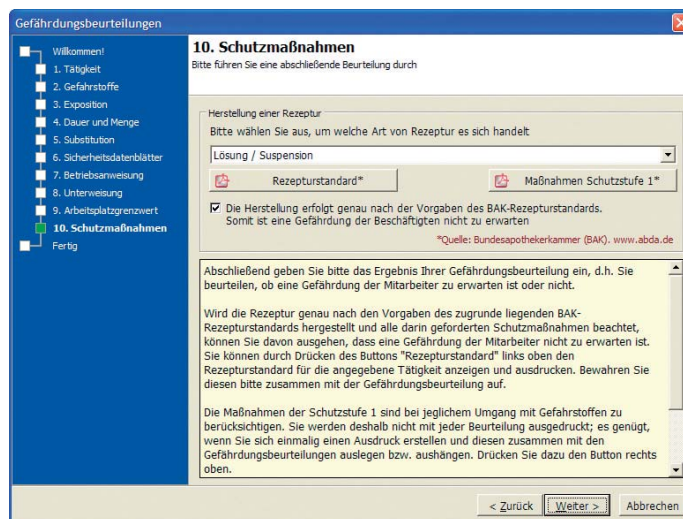 Gefährdungsbeurteilungen
Willkommen!
1. Tätigkeit
2. Gefahrstoffe
3. Exposition
4. Dauer und Menge
5. Substitution
6. Sicherheitsdatenblätter
7. Betriebsanweisung
8. Unterweisung
9. Arbeitsplatzgrenzwert
10. Schutzmaßnahmen
Fertig
10. Schutzmaßnahmen
Bitte führen Sie eine abschließende Beurteilung durch
Herstellung einer Rezeptur
Bitte wählen Sie aus, um welche Art von Rezeptur es sich handelt
Lösung / Suspension
Rezepturstandard*
Maßnahmen Schutzstufe 1*
Die Herstellung erfolgt genau nach der Vorgaben des BAK-Rezepturstandards.
Somit ist eine Gefährdung der Beschäftigten nicht zu erwarten
*Quelle: Bundesapothekerkammer (BAK). www.abda.de
Abschließend geben Sie bitte das Ergebnis Ihrer Gefährdungsbeurteilung ein, d.h. Sie
beurteilen, ob eine Gefährdung der Mitarbeiter zu erwarten ist oder nicht.
Wird die Rezeptur genau nach den Vorgaben des zugrunde liegenden BAK-
Rezepturstandards hergestellt und alle darin geforderten Schutzmaßnahmen beachtet,
können Sie davon ausgehen, dass eine Gefährdung der Mitarbeiter nicht zu erwarten ist.
Sie können durch Drücken des Buttons "Rezepturstandard" links oben den
Rezepturstandard für die angegebene Tätigkeit anzeigen und ausdrucken. Bewahren Sie
diesen bitte zusammen mit der Gefährdungsbeurteilung auf.
Die Maßnahmen der Schutzstufe 1 sind bei jeglichem Umgang mit Gefahrstoffen zu
berücksichtigen. Sie werden deshalb nicht mit jeder Beurteilung ausgedruckt; es genügt,
wenn Sie sich einmalig einen Ausdruck erstellen und diesen zusammen mit den
Gefährdungsbeurteilungen auslegen bzw. aushängen. Drücken Sie dazu den Button rechts
oben.
< Zurück
Weiter >
Abbrechen